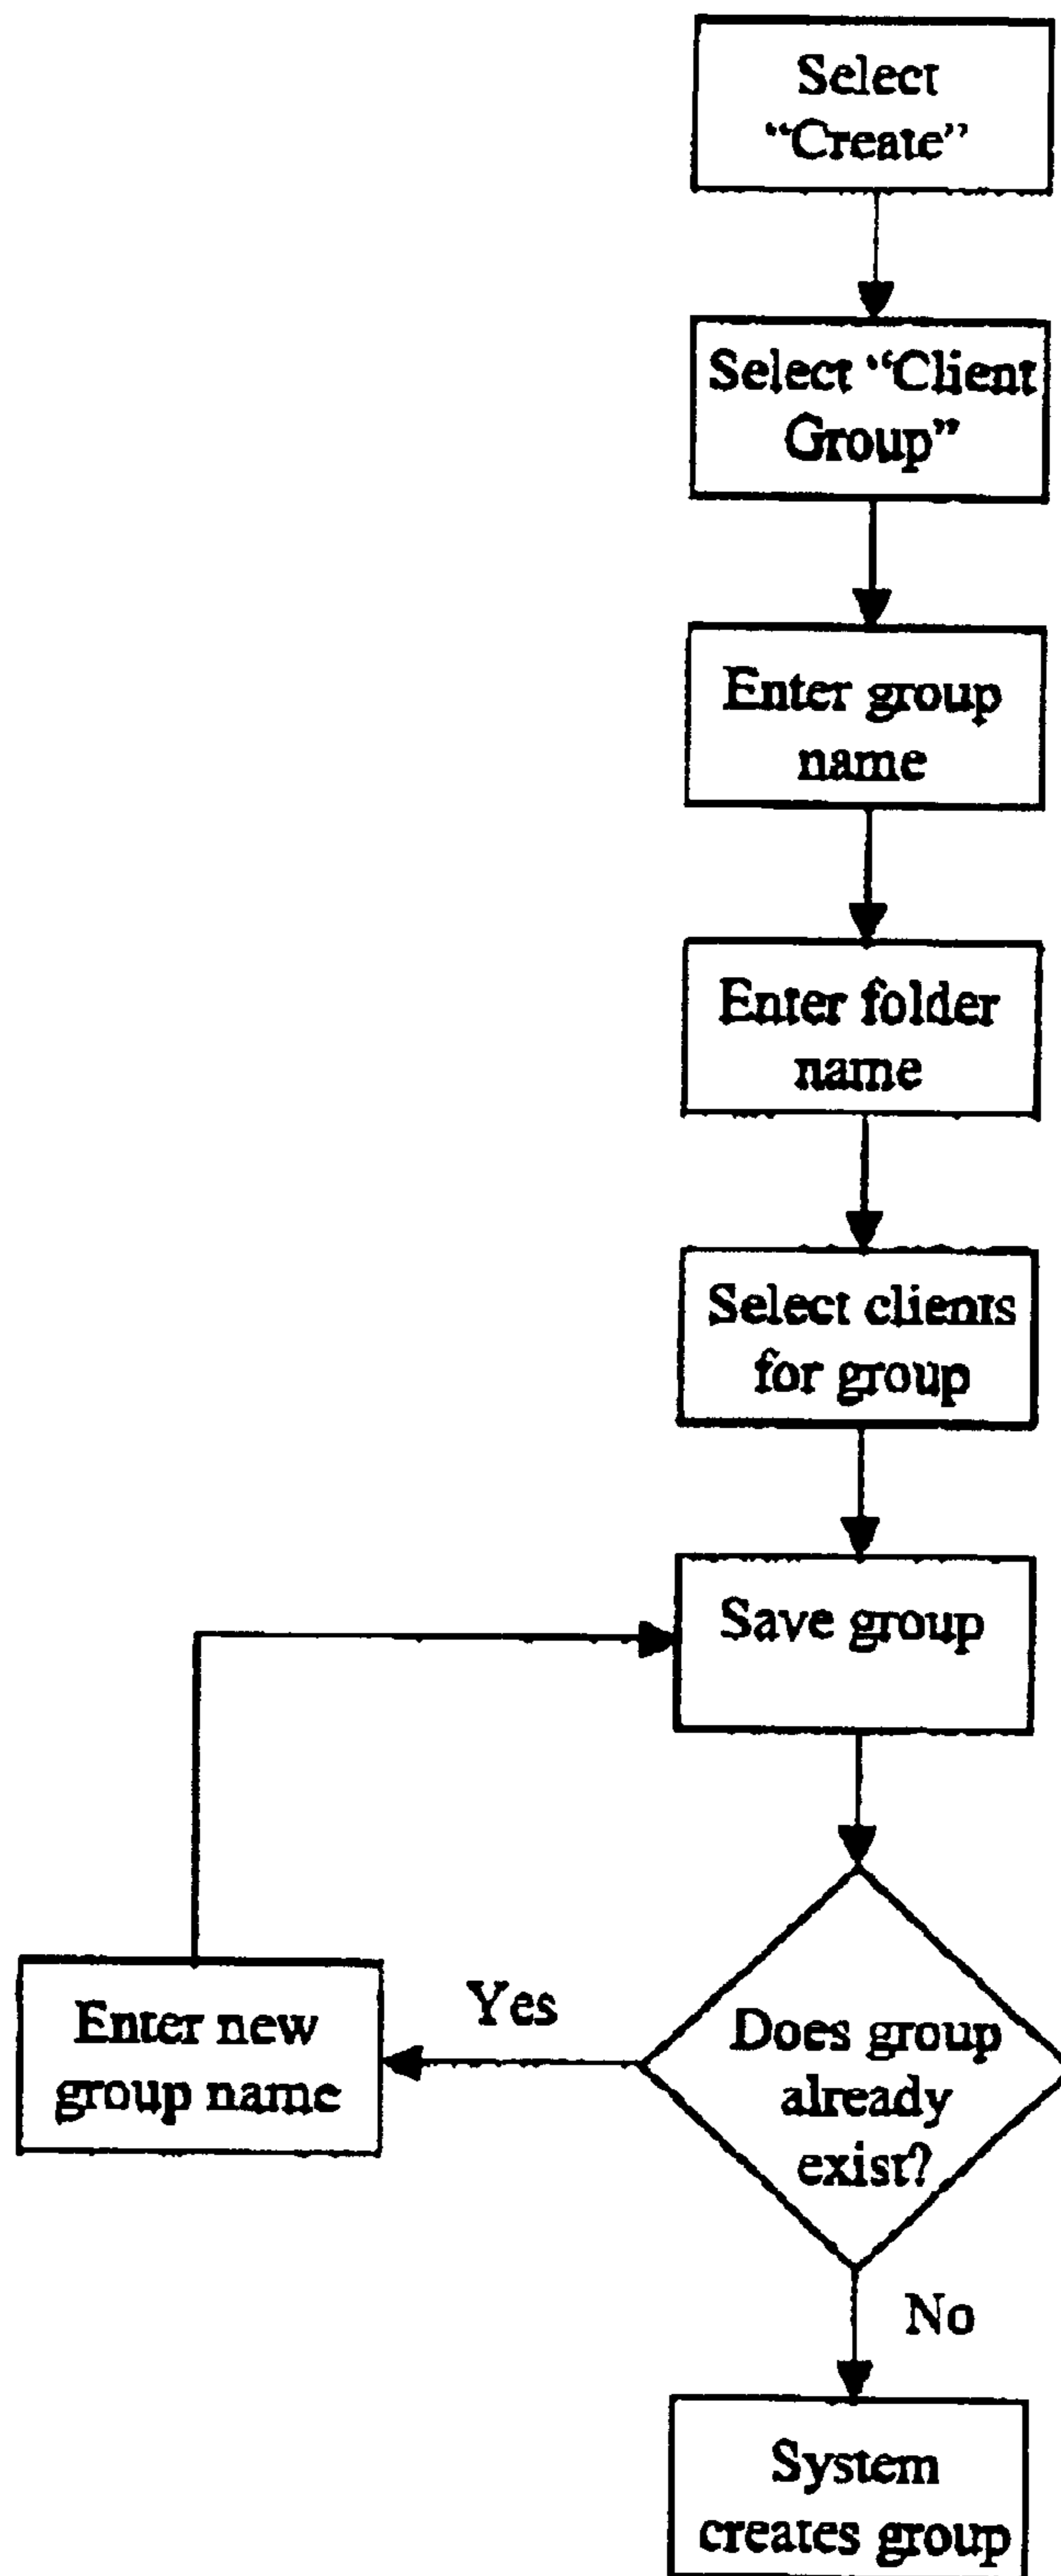 Select
“Create”
Select “Client
Group”
Enter group
name
Enter folder
name
Select clients
for group
Save group
Enter new
group name
Yes
Does group
already
exist?
No
System
creates group